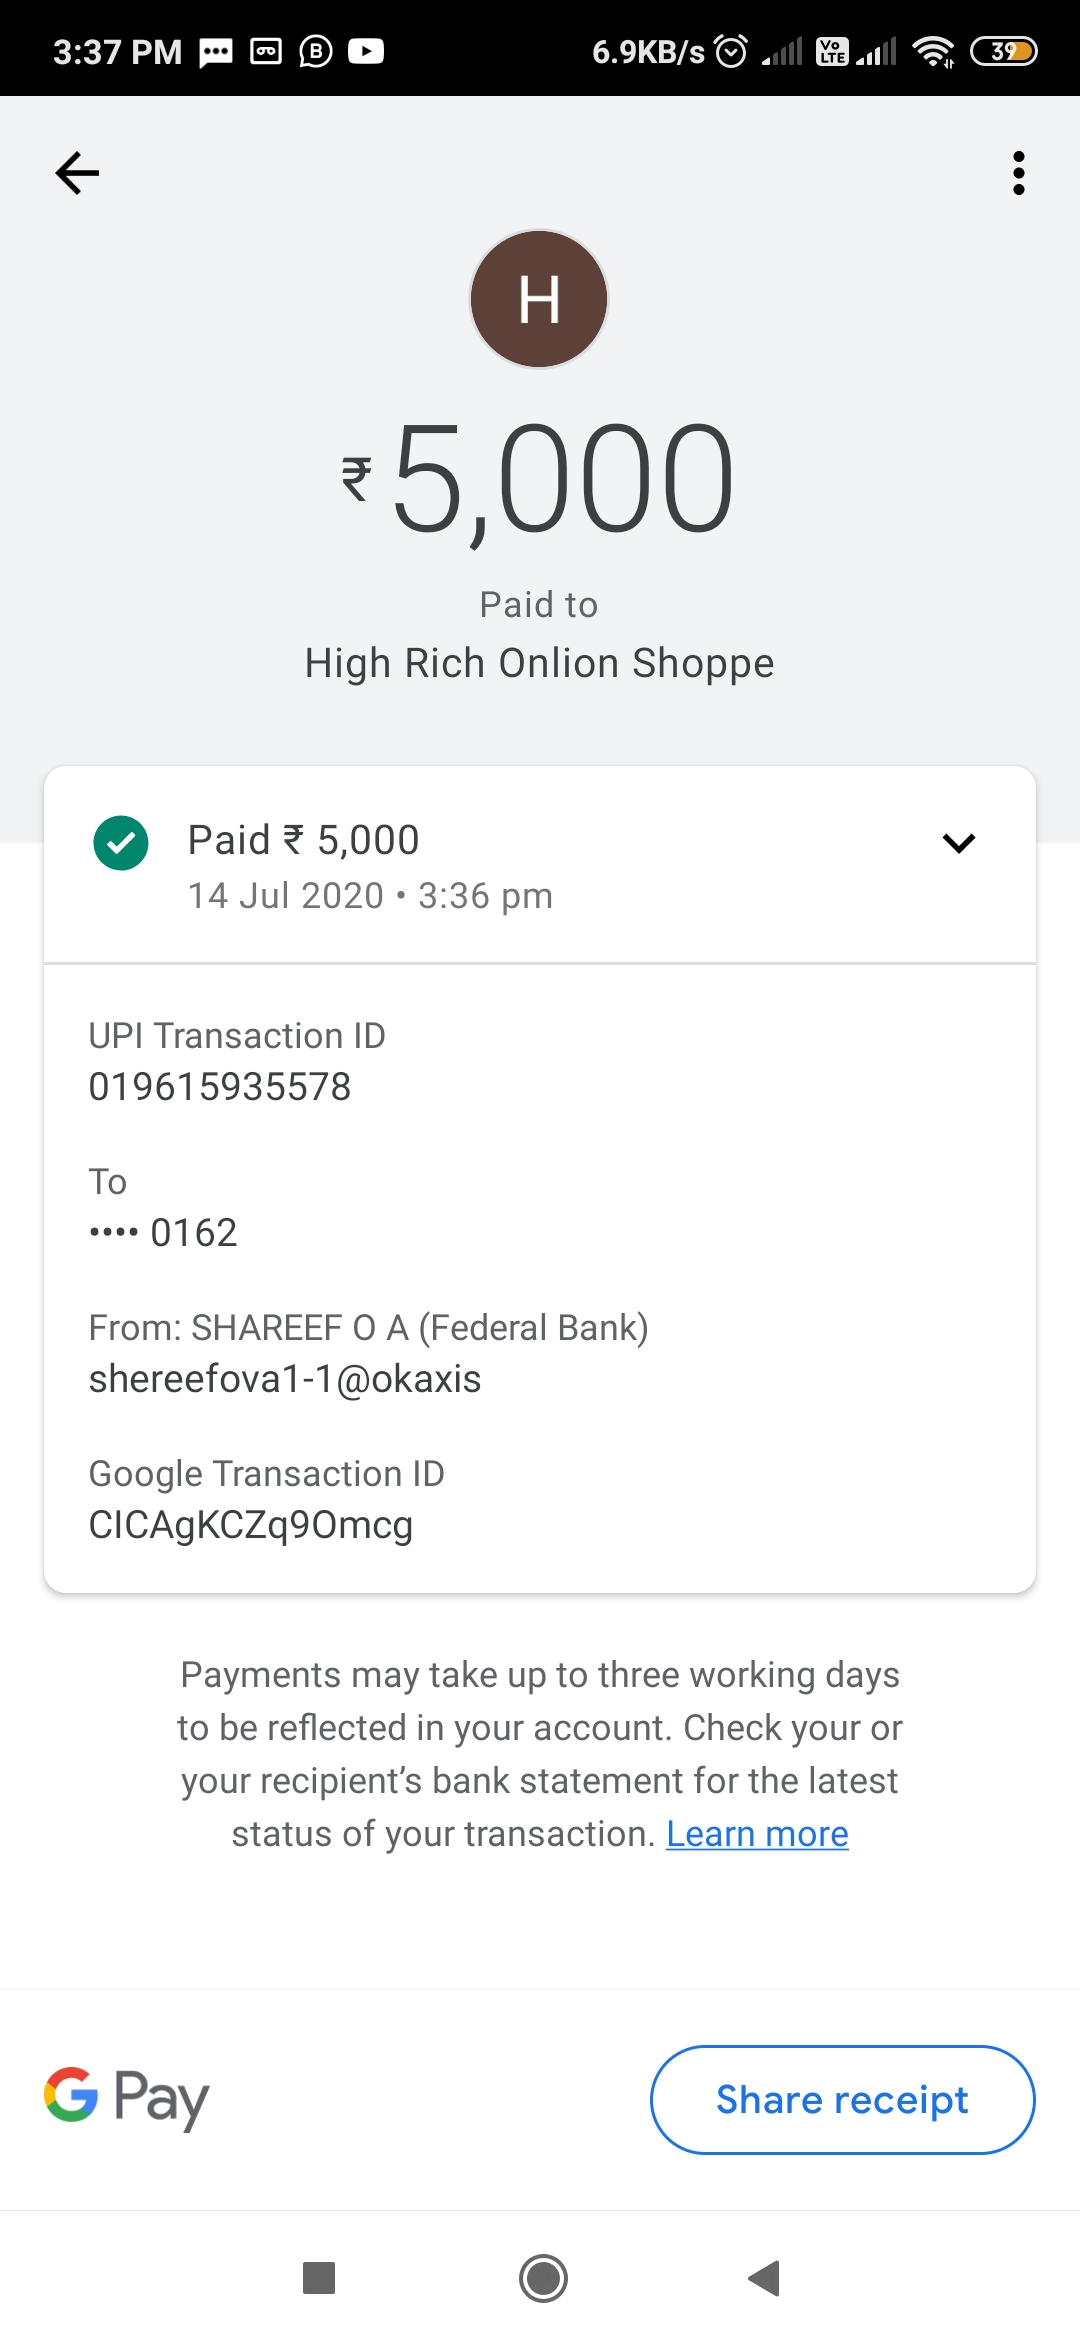 3:37 PM
6.9KB/s
Vo
LTE
39
H
₹5,000
Paid to
High Rich Onlion Shoppe
Paid ₹ 5,000
14 Jul 2020 • 3:36 pm
UPI Transaction ID
019615935578
To
•••• 0162
From: SHAREEF O A (Federal Bank)
shereefova1-1@okaxis
Google Transaction ID
CICAgKCZq9Omcg
Payments may take up to three working days
to be reflected in your account. Check your or
your recipient’s bank statement for the latest
status of your transaction. Learn more
G Pay
Share receipt